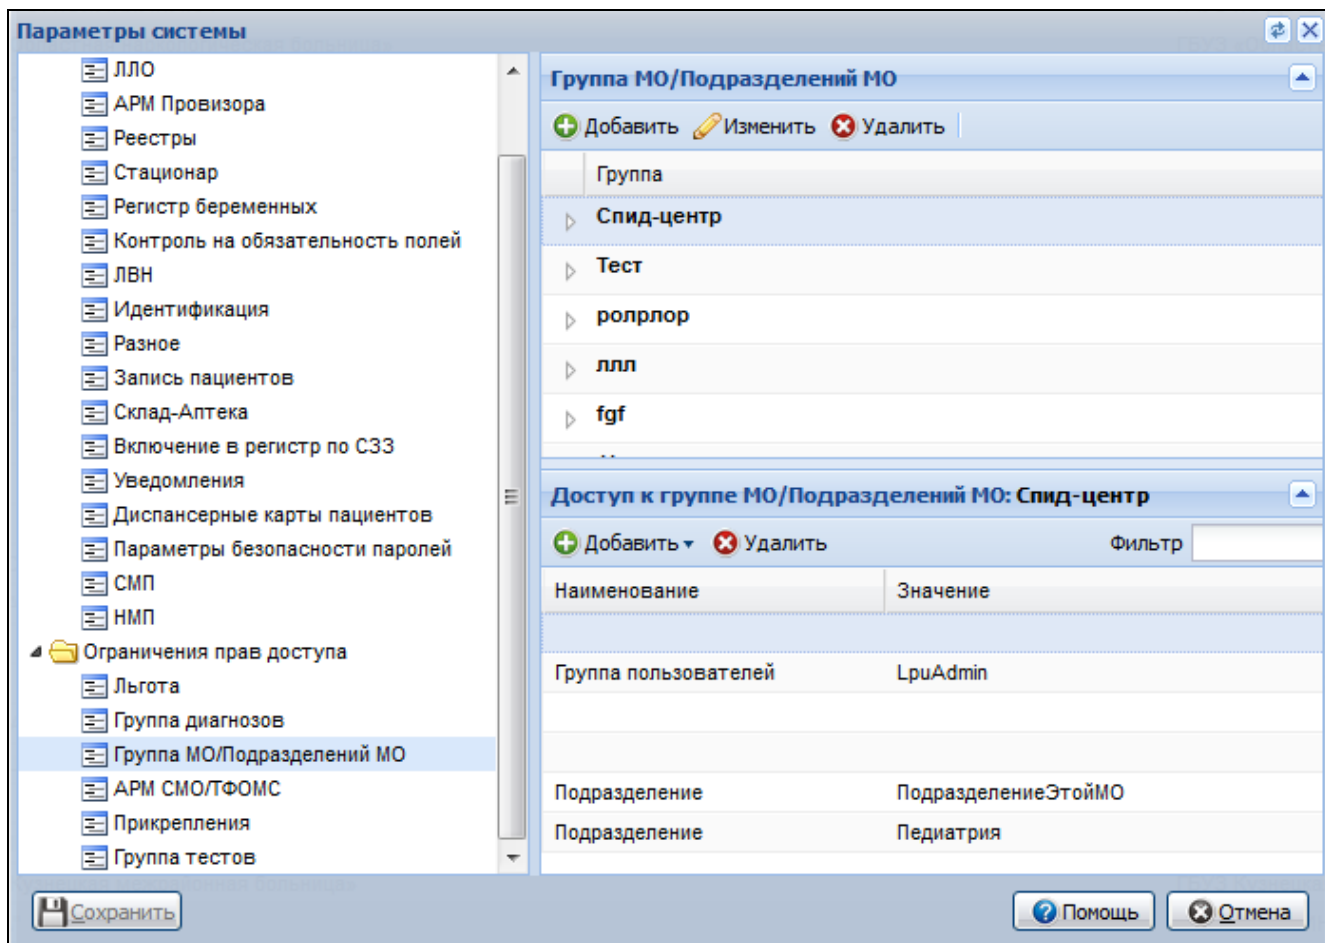 Параметры системы
ЛЛО
АРМ Провизора
Реестры
Стационар
Регистр беременных
Контроль на обязательность полей
ЛВН
Идентификация
Разное
Запись пациентов
Склад-Аптека
Включение в регистр по СЗЗ
Уведомления
Диспансерные карты пациентов
Параметры безопасности паролей
СМП
НМП
Ограничения прав доступа
Льгота
Группа диагнозов
Группа МО/Подразделений МО
АРМ СМО/ТФОМС
Прикрепления
Группа тестов
Группа МО/Подразделений МО
Добавить Изменить Удалить
Группа
Спид-центр
Тест
ролрлор
ллл
fgf
Доступ к группе МО/Подразделений МО: Спид-центр
Добавить Удалить Фильтр
Наименование Значение
Группа пользователей LpuAdmin
Подразделение ПодразделениеЭтойМО
Подразделение Педиатрия
Сохранить Помощь Отмена